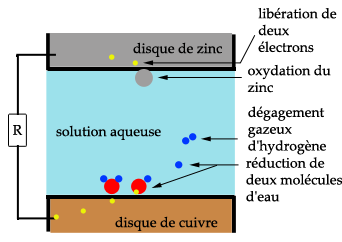 libération de
deux
électrons
disque de zinc
oxydation du
zinc
R
solution aqueuse
dégagement
gazeux
d'hydrogène
réduction de
deux molécules
d'eau
disque de cuivre